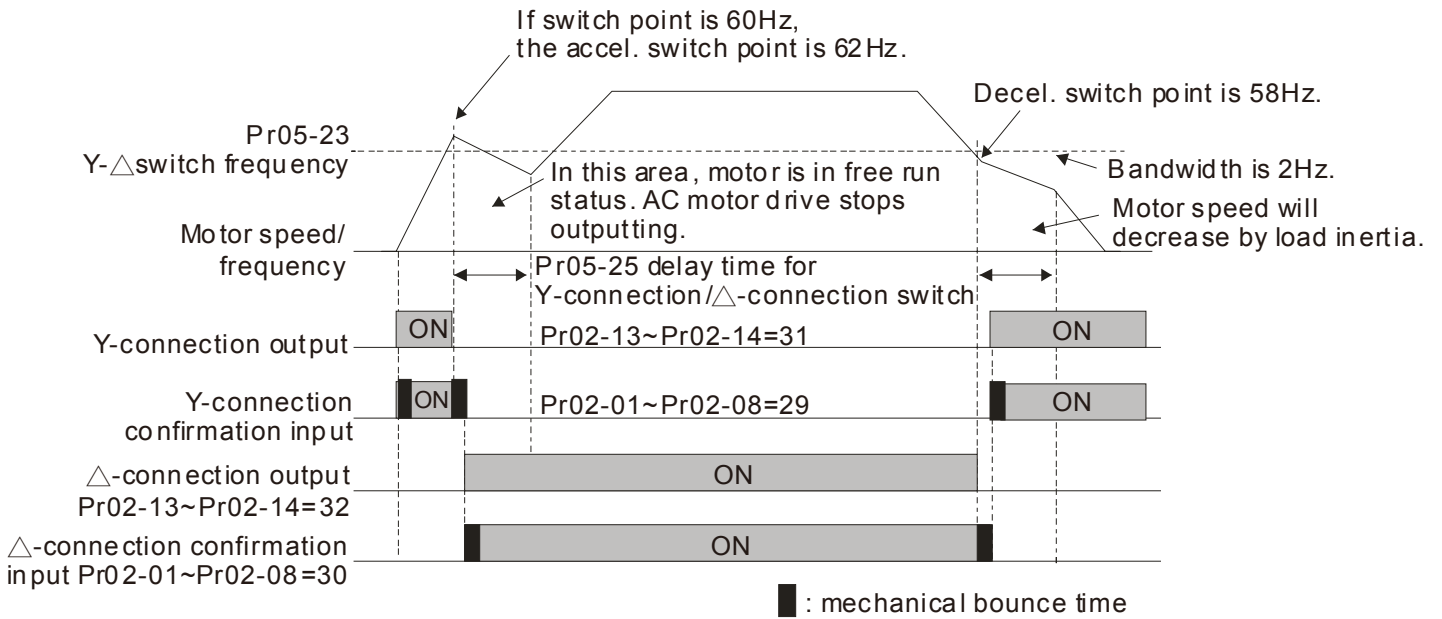 If switch point is 60Hz,
the accel. switch point is 62Hz.
Decel. switch point is 58Hz.
Pr05-23
Y-△switch frequency
In this area, motor is in free run
status. AC motor drive stops
outputting.
Bandwidth is 2Hz.
Motor speed will
decrease by load inertia.
Motor speed/
frequency
Pr05-25 delay time for
Y-connection/△-connection switch
Y-connection output
ON
Pr02-13~Pr02-14=31
ON
Y-connection
confirmation input
ON
Pr02-01~Pr02-08=29
ON
△-connection output
Pr02-13~Pr02-14=32
ON
△-connection confirmation
input Pr02-01~Pr02-08=30
ON
: mechanical bounce time